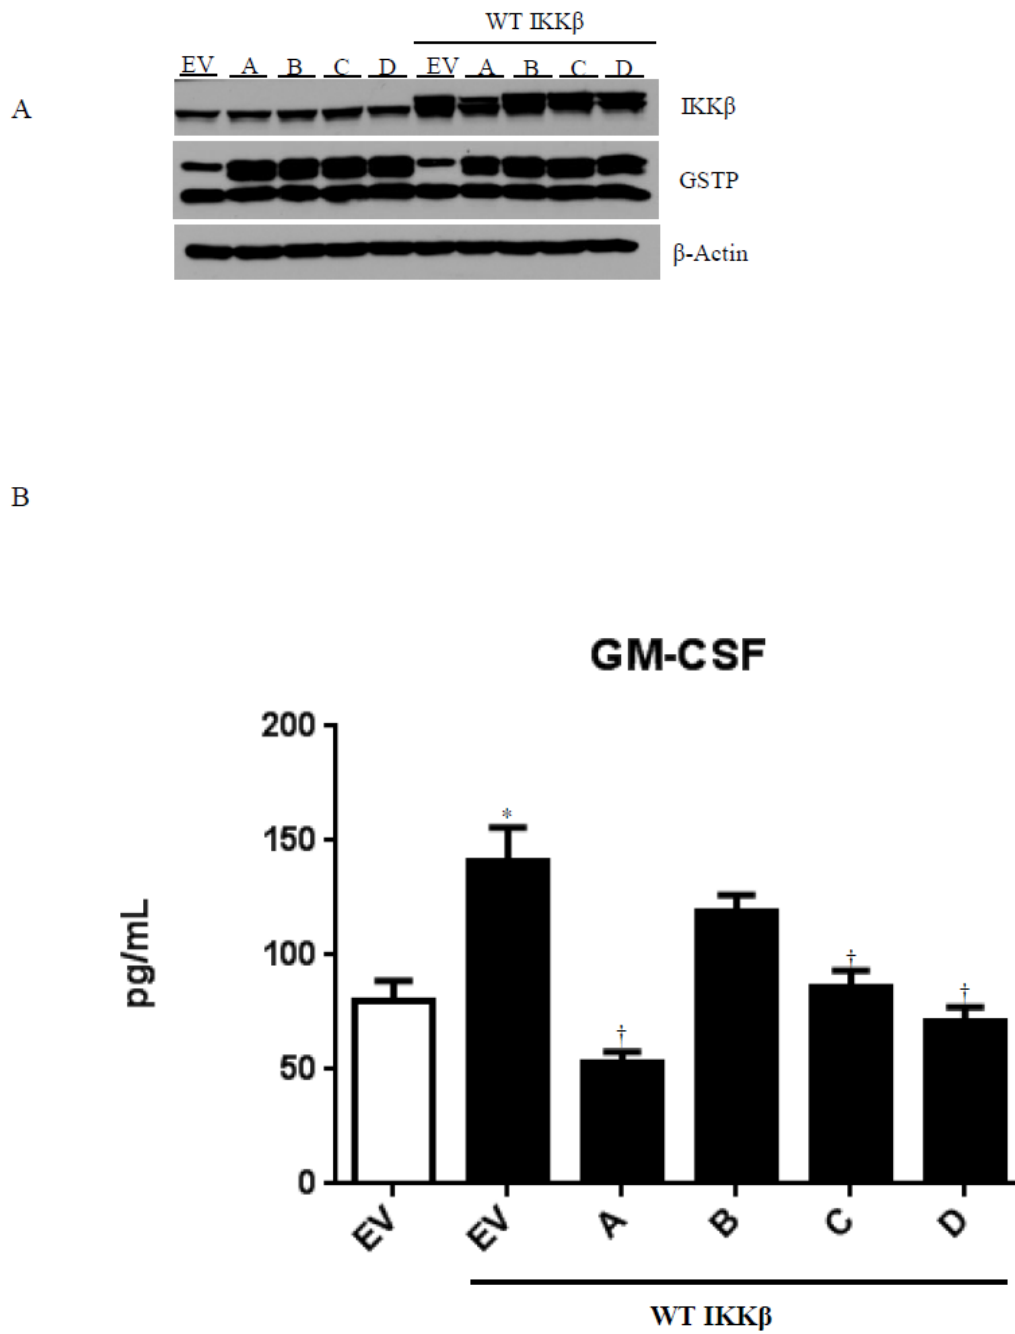 WT IKKβ
EV A B C D EV A B C D
A
IKKβ
GSTP
β-Actin
B
GM-CSF
200
150
100
50
0
pg/mL
*
†
†
†
EV EV A B C D
WT IKKβ